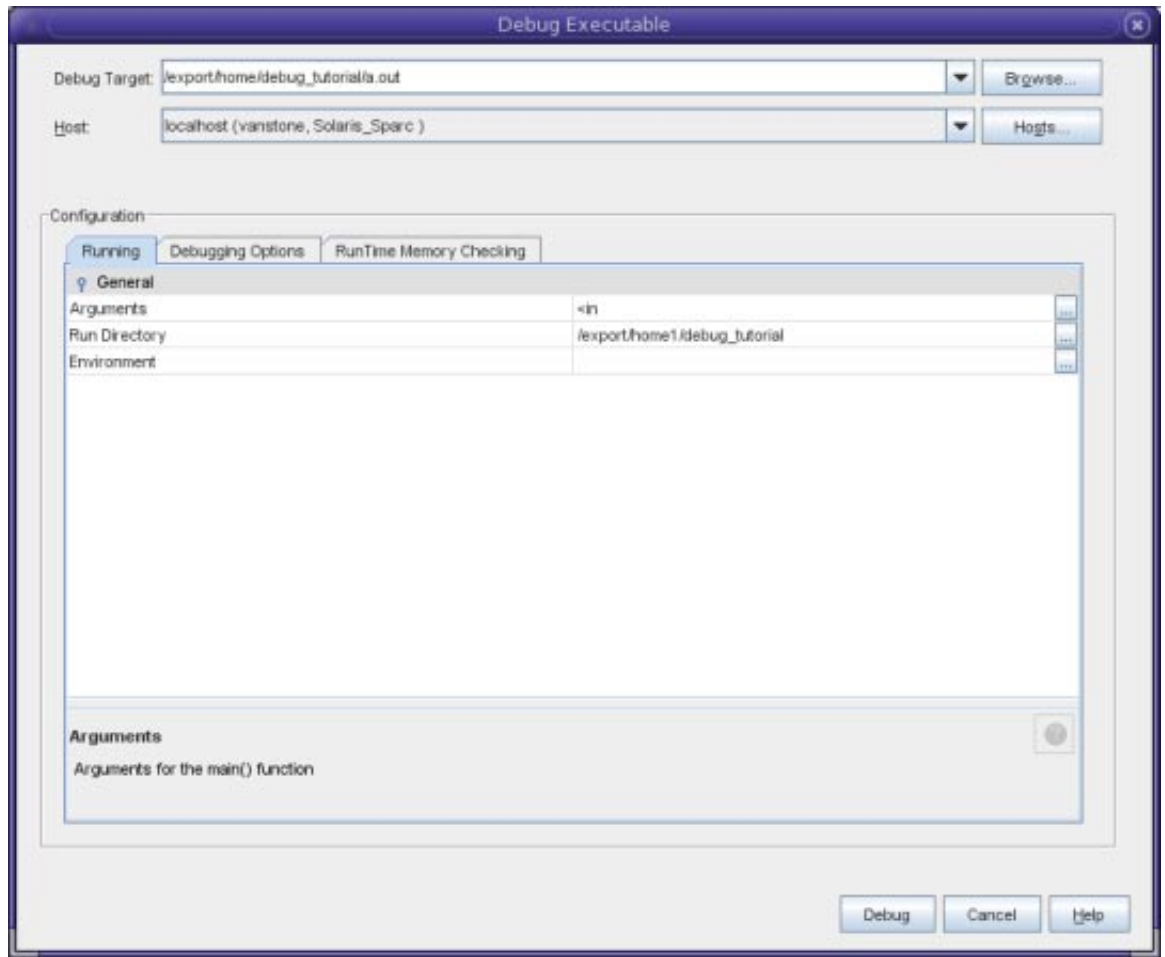 Debug Executable
Debug Target: /export/home/debug_tutorial/a.out Browse...
Host: localhost (vanstone, Solaris_Sparc ) Hosts...
Configuration
Running Debugging Options RunTime Memory Checking
General
Arguments <in ...
Run Directory /export/home1/debug_tutorial ...
Environment ...
Arguments
Arguments for the main() function
Debug Cancel Help